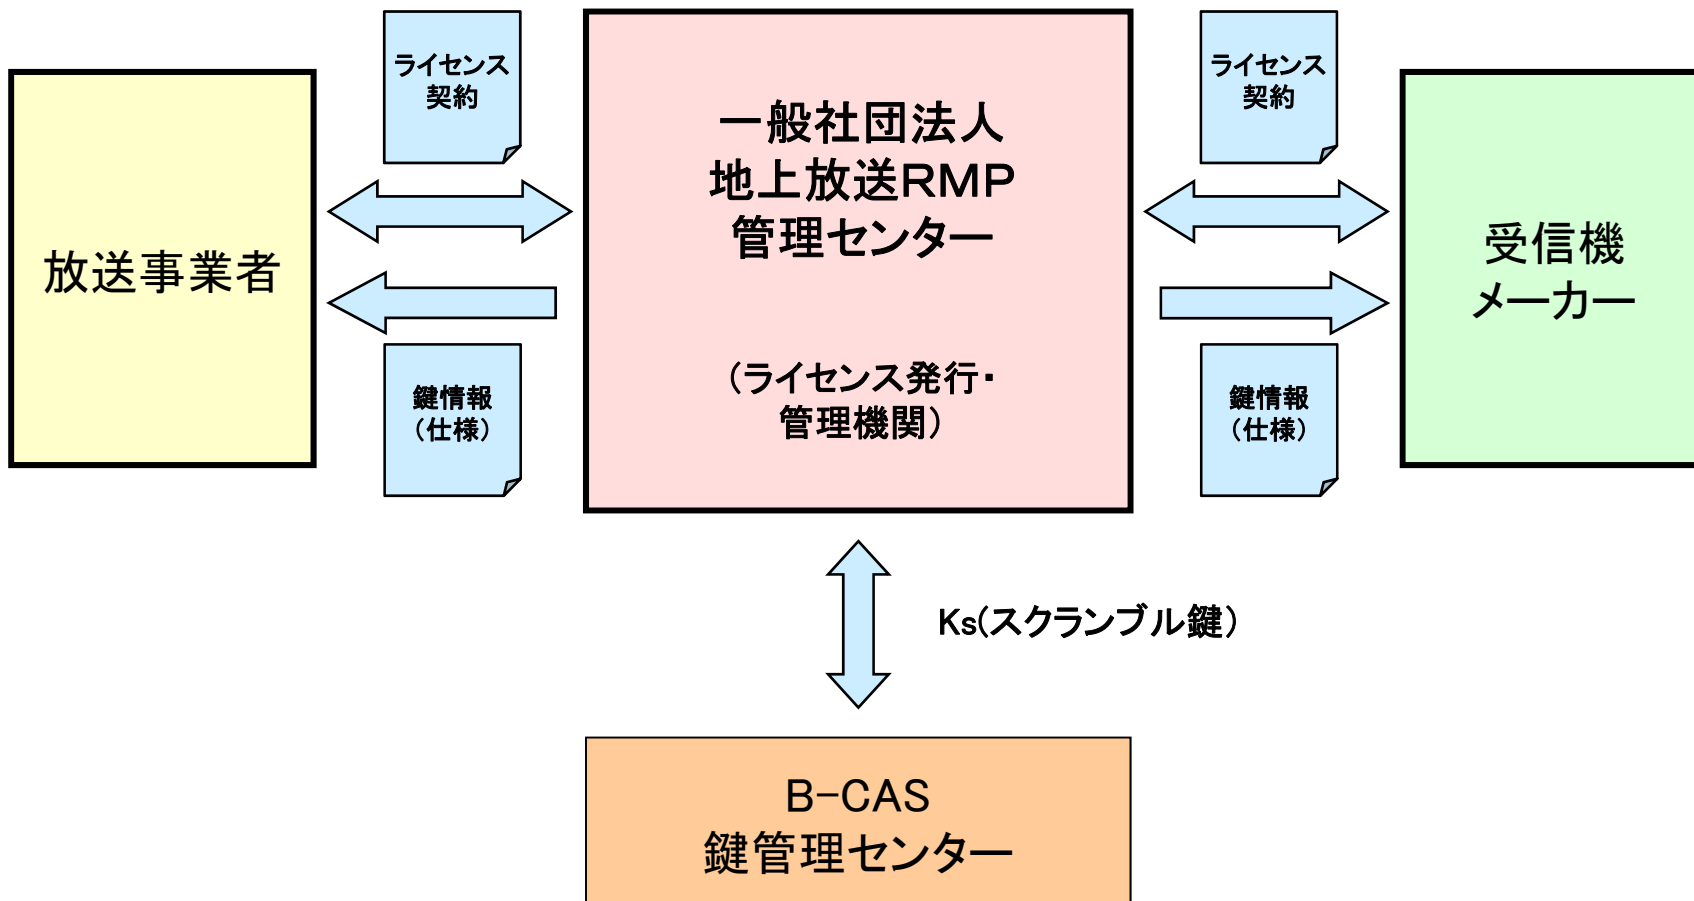 ライセンス
契約
ライセンス
契約
一般社団法人
地上放送RMP
管理センター
放送事業者
受信機
メーカー
(ライセンス発行・
管理機関)
鍵情報
(仕様)
鍵情報
(仕様)
Ks(スクランブル鍵)
B-CAS
鍵管理センター